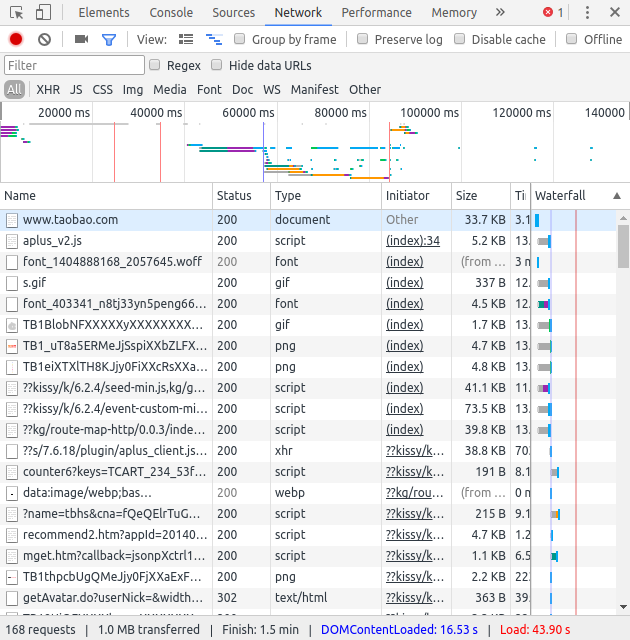 Elements Console Sources Network Performance Memory 1
View: Group by frame Preserve log Disable cache Offline
Filter Regex Hide data URLs
All XHR JS CSS Img Media Font Doc WS Manifest Other
20000 ms 40000 ms 60000 ms 80000 ms 100000 ms 120000 ms 140000
Name Status Type Initiator Size Ti Waterfall
www.taobao.com 200 document Other 33.7 KB 3.1
aplus_v2.js 200 script (index):34 5.2 KB 13.
font_1404888168_2057645.woff 200 font (index) (from ... 3 m
s.gif 200 gif (index) 337 B 12.
font_403341_n8tj33yn5peng66... 200 font (index) 4.5 KB 12.
TB1BlobNFXXXXXyXXXXXXXX... 200 gif (index) 1.7 KB 13.
TB1_uT8a5ERMeJjSspiXXbZLFX... 200 png (index) 4.7 KB 13.
TB1eiXTXlTH8KJjy0FiXXcRsXXa... 200 png (index) 4.8 KB 13.
??kissy/k/6.2.4/seed-min.js,kg/g... 200 script (index) 41.1 KB 11.
??kissy/k/6.2.4/event-custom-mi... 200 script (index) 73.5 KB 13.
??kg/route-map-http/0.0.3/inde... 200 script (index) 39.8 KB 13.
??s/7.6.18/plugin/aplus_client.js... 200 xhr ??kissy/k... 38.8 KB 70
counter6?keys=TCART_234_53f... 200 script ??kissy/k... 191 B 8.1
data:image/webp;bas... 200 webp ??kg/rou... (from ... 0 m
?name=tbhs&cna=fQeQElrTuG... 200 script ??kissy/k... 215 B 9.1
recommend2.htm?appId=20140... 200 script ??kissy/k... 4.7 KB 1.2
mget.htm?callback=jsonpXctrl1... 200 script ??kissy/k... 1.1 KB 6.5
TB1thpcbUgQMeJjy0FjXXaExF... 200 png ??kissy/k... 2.2 KB 22
getAvatar.do?userNick=&width... 302 text/html ??kissy/k... 363 B 39
168 requests | 1.0 MB transferred | Finish: 1.5 min | DOMContentLoaded: 16.53 s | Load: 43.90 s